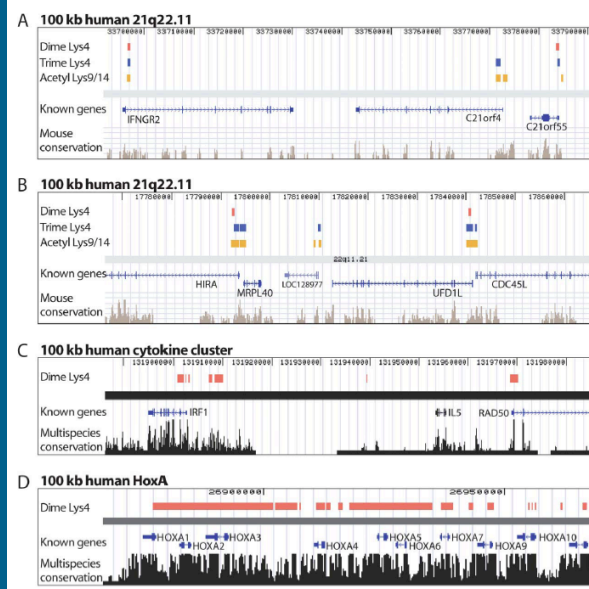 A 100 kb human 21q22.11
33700000 33710000 33720000 33730000 33740000 33750000 33760000 33770000 33780000 33790000
Dime Lys4
Trime Lys4
Acetyl Lys9/14
Known genes
IFNGR2 C21orf4 C21orf55
Mouse
conservation
B 100 kb human 21q22.11
17780000 17790000 17800000 17810000 17820000 17830000 17840000 17850000 17860000
Dime Lys4
Trime Lys4
Acetyl Lys9/14
22q11.21
Known genes
HIRA MRPL40 LOC128977 UFD1L CDC45L
Mouse
conservation
C 100 kb human cytokine cluster
131900000 131910000 131920000 131930000 131940000 131950000 131960000 131970000 131980000
Dime Lys4
Known genes IRF1 IL5 RAD50
Multispecies
conservation
D 100 kb human HoxA
26900000 26950000
Dime Lys4
Known genes HOXA1 HOXA2 HOXA3 HOXA4 HOXA5 HOXA6 HOXA7 HOXA9 HOXA10
Multispecies
conservation